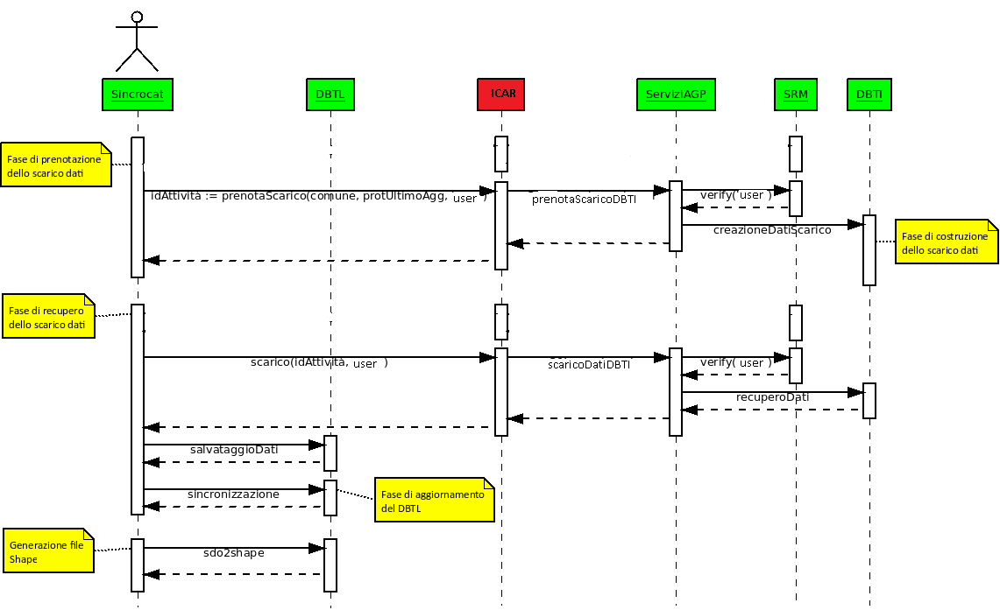 Sincrocat
DBTL
ICAR
ServiziAGP
SRM
DBTI
Fase di prenotazione
dello scarico dati
idAttività := prenotaScarico(comune, protUltimoAgg, user )
prenotaScaricoDBTI
verify( user )
creazioneDatiScarico
Fase di costruzione
dello scarico dati
Fase di recupero
dello scarico dati
scarico(idAttività, user )
scaricoDatiDBTI
verify( user )
recuperoDati
salvataggioDati
sincronizzazione
Fase di aggiornamento
del DBTL
Generazione file
Shape
sdo2shape